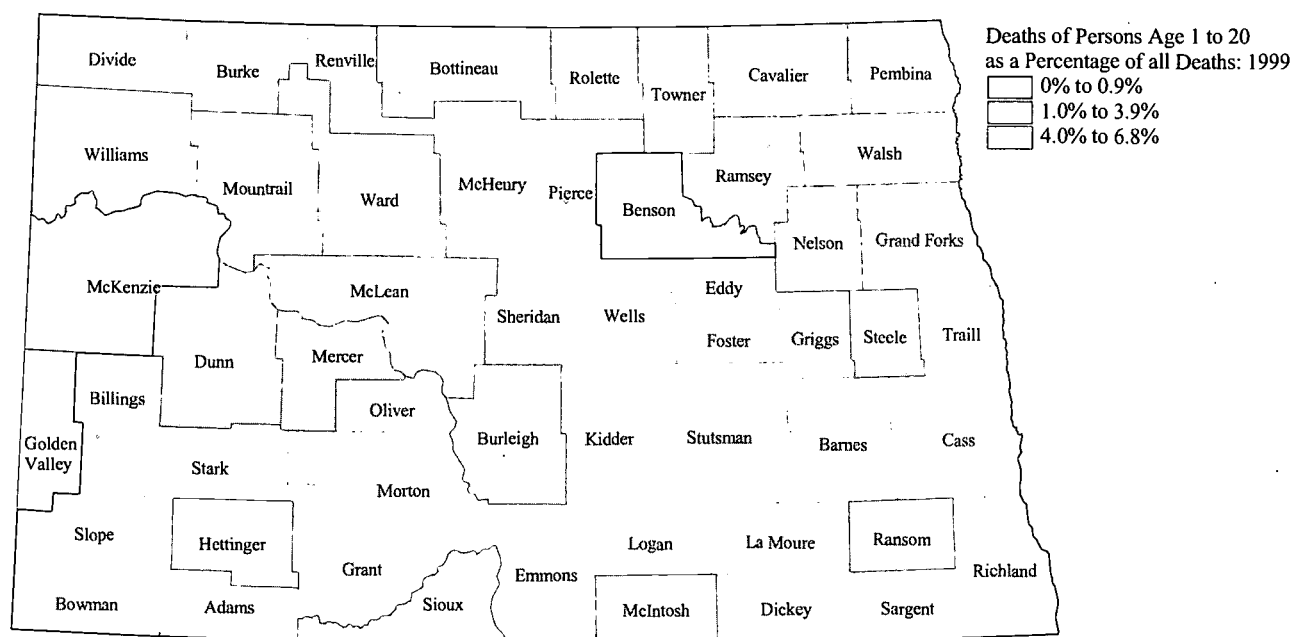 Deaths of Persons Age 1 to 20
as a Percentage of all Deaths: 1999
0% to 0.9%
1.0% to 3.9%
4.0% to 6.8%
Divide
Burke
Renville
Bottineau
Rolette
Towner
Cavalier
Pembina
Williams
Mountrail
Ward
McHenry
Pierce
Benson
Ramsey
Walsh
Nelson
Grand Forks
McKenzie
McLean
Sheridan
Wells
Eddy
Foster
Griggs
Steele
Traill
Dunn
Mercer
Billings
Oliver
Golden
Valley
Stark
Morton
Burleigh
Kidder
Stutsman
Barnes
Cass
Slope
Hettinger
Grant
Emmons
Logan
La Moure
Ransom
Richland
Bowman
Adams
Sioux
McIntosh
Dickey
Sargent